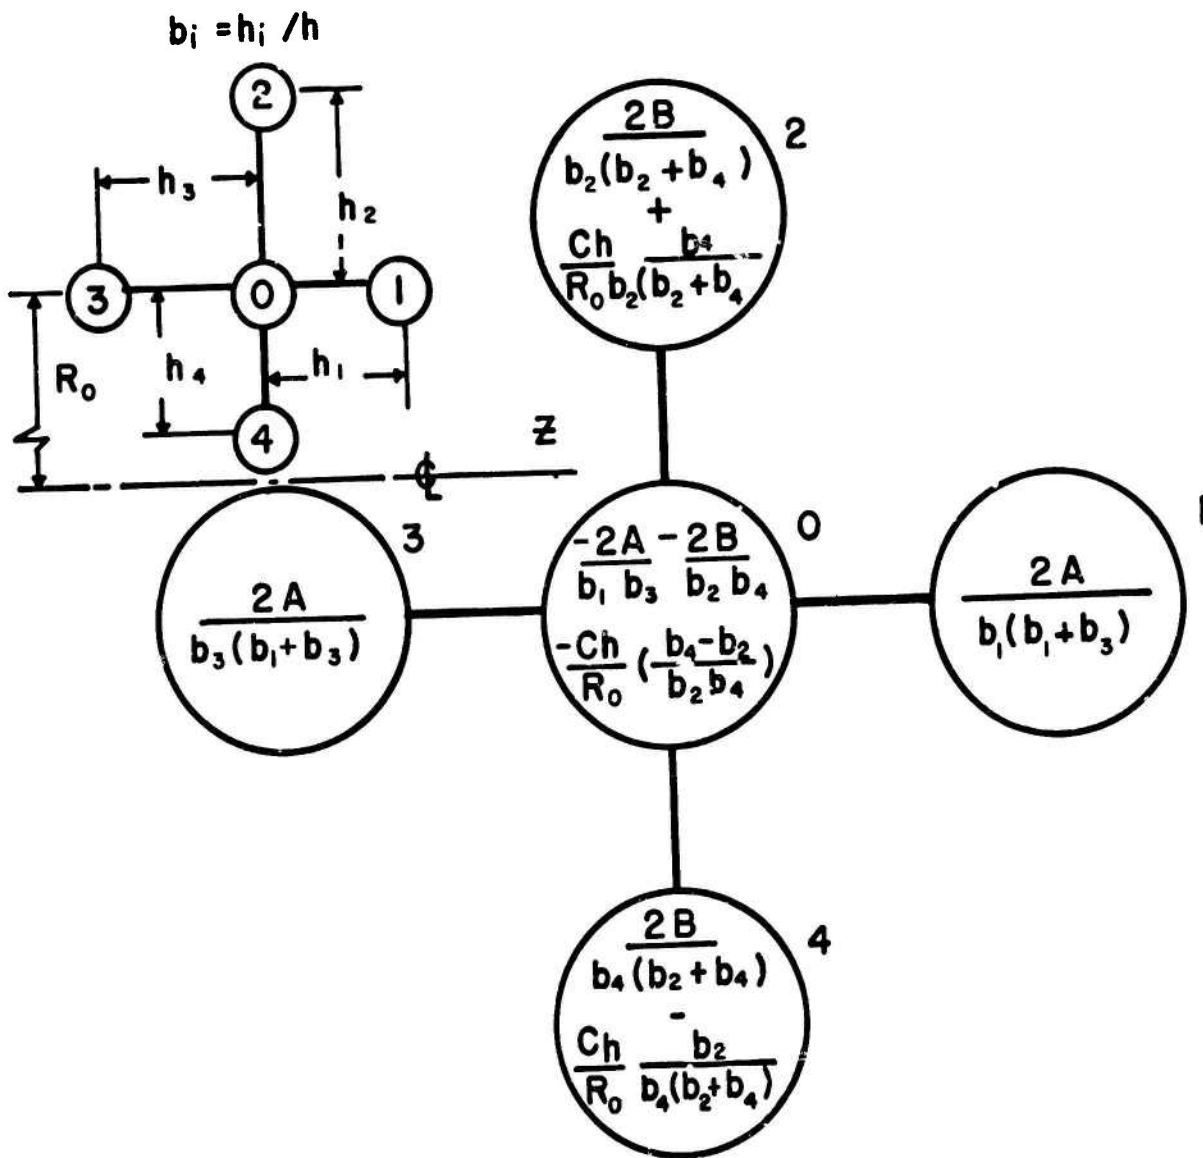 bi = hi /h
2
h3
h2
3
0
1
R0
h4
h1
4
Z
℄
2B
b2(b2 + b4)
+
Ch b4
R0 b2(b2 + b4
2
3
2A
b3(b1 + b3)
0
-2A - 2B
b1 b3 b2 b4
-Ch (- b4 - b2
R0 b2 b4)
2A
b1(b1 + b3)
2B
b4(b2 + b4)
-
Ch b2
R0 b4(b2 + b4)
4